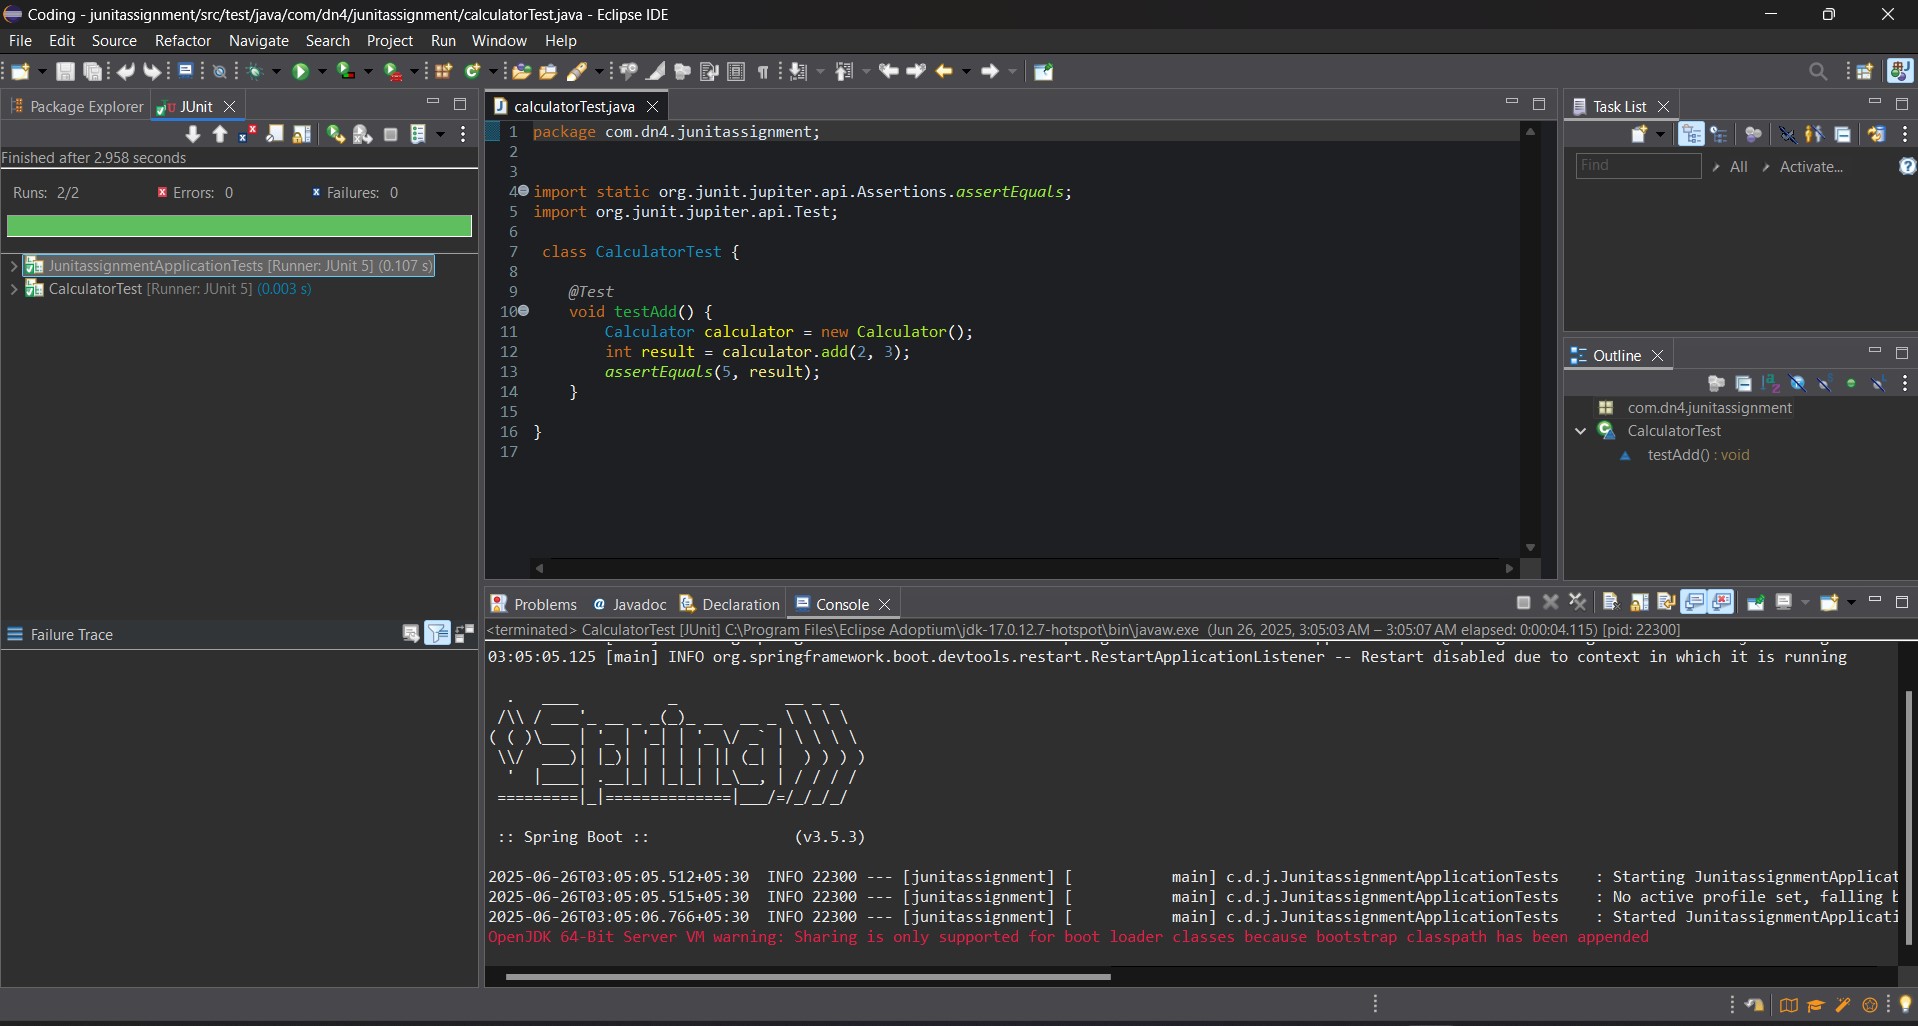 Coding - junitassignment/src/test/java/com/dn4/junitassignment/calculatorTest.java - Eclipse IDE
File Edit Source Refactor Navigate Search Project Run Window Help
Package Explorer JUnit
Finished after 2.958 seconds
Runs: 2/2 Errors: 0 Failures: 0
JunitassignmentApplicationTests [Runner: JUnit 5] (0.107 s)
CalculatorTest [Runner: JUnit 5] (0.003 s)
Failure Trace
calculatorTest.java
1 package com.dn4.junitassignment;
2
3
4 import static org.junit.jupiter.api.Assertions.assertEquals;
5 import org.junit.jupiter.api.Test;
6
7 class CalculatorTest {
8
9 @Test
10 void testAdd() {
11 Calculator calculator = new Calculator();
12 int result = calculator.add(2, 3);
13 assertEquals(5, result);
14 }
15
16 }
17
Task List
Find All Activate...
Outline
com.dn4.junitassignment
CalculatorTest
testAdd() : void
Problems Javadoc Declaration Console
<terminated> CalculatorTest [JUnit] C:\Program Files\Eclipse Adoptium\jdk-17.0.12.7-hotspot\bin\javaw.exe (Jun 26, 2025, 3:05:03 AM – 3:05:07 AM elapsed: 0:00:04.115) [pid: 22300]
03:05:05.125 [main] INFO org.springframework.boot.devtools.restart.RestartApplicationListener -- Restart disabled due to context in which it is running
Spring
:: Spring Boot :: (v3.5.3)
2025-06-26T03:05:05.512+05:30 INFO 22300 --- [junitassignment] [ main] c.d.j.JunitassignmentApplicationTests : Starting JunitassignmentApplicat
2025-06-26T03:05:05.515+05:30 INFO 22300 --- [junitassignment] [ main] c.d.j.JunitassignmentApplicationTests : No active profile set, falling b
2025-06-26T03:05:06.766+05:30 INFO 22300 --- [junitassignment] [ main] c.d.j.JunitassignmentApplicationTests : Started JunitassignmentApplicati
OpenJDK 64-Bit Server VM warning: Sharing is only supported for boot loader classes because bootstrap classpath has been appended